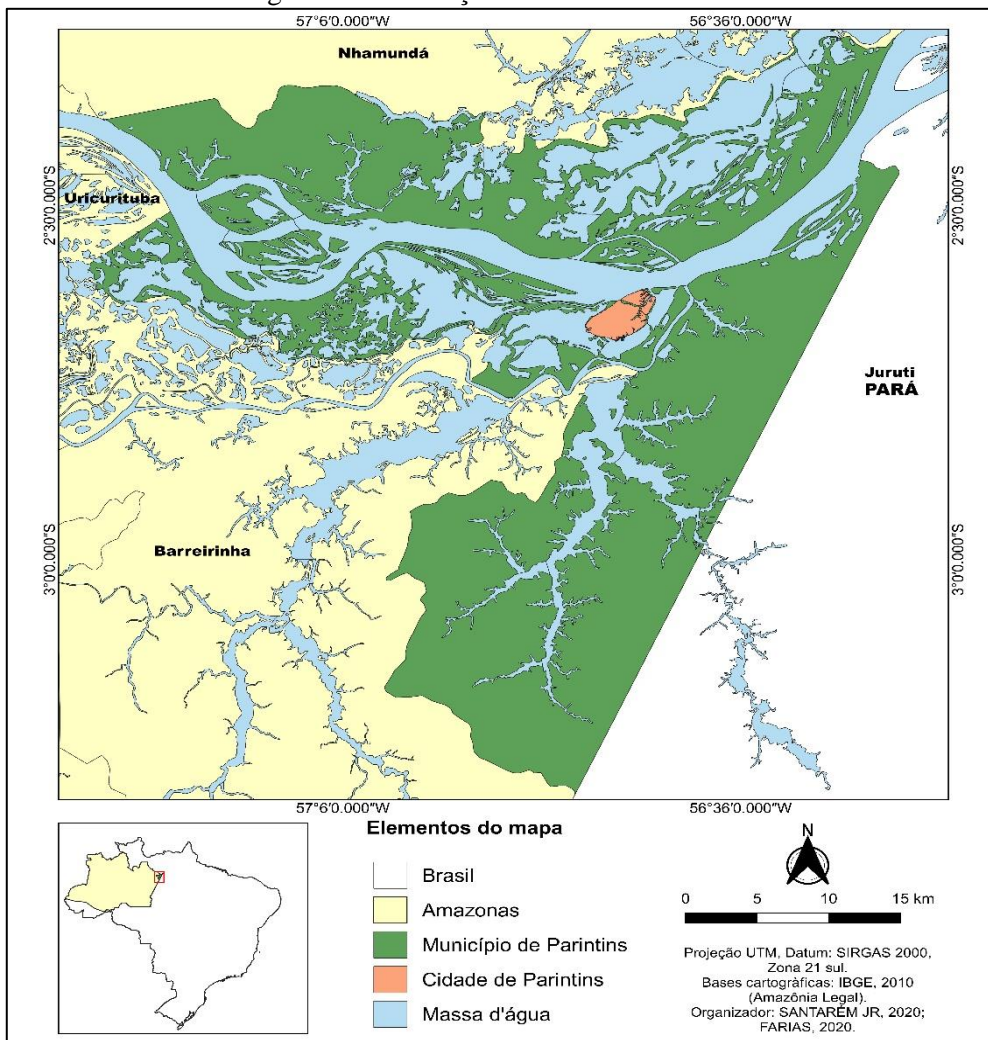 57°6'0.000"W 56°36'0.000"W
Nhamundá
Uricurituba
2°30'0.000"S 2°30'0.000"S
Juruti
PARÁ
Barreirinha
3°0'0.000"S 3°0'0.000"S
57°6'0.000"W 56°36'0.000"W
Elementos do mapa
Brasil
Amazonas
Município de Parintins
Cidade de Parintins
Massa d'água
N
0 5 10 15 km
Projeção UTM, Datum: SIRGAS 2000,
Zona 21 sul.
Bases cartográficas: IBGE, 2010
(Amazônia Legal).
Organizador: SANTARÉM JR, 2020;
FARIAS, 2020.